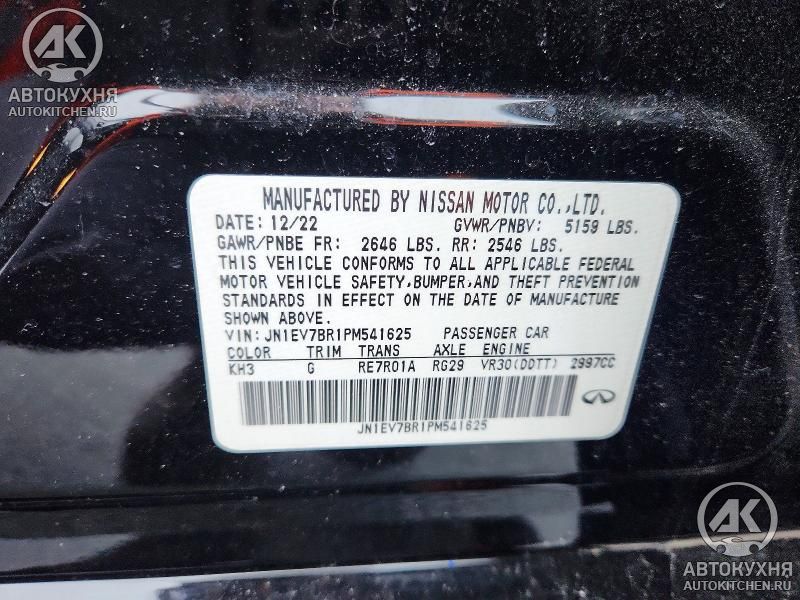 АК
АВТОКУХНЯ
AUTOKITCHEN.RU
MANUFACTURED BY NISSAN MOTOR CO.,LTD.
DATE: 12/22 GVWR/PNBV: 5159 LBS.
GAWR/PNBE FR: 2646 LBS. RR: 2546 LBS.
THIS VEHICLE CONFORMS TO ALL APPLICABLE FEDERAL
MOTOR VEHICLE SAFETY,BUMPER,AND THEFT PREVENTION
STANDARDS IN EFFECT ON THE DATE OF MANUFACTURE
SHOWN ABOVE.
VIN: JN1EV7BR1PM541625 PASSENGER CAR
COLOR TRIM TRANS AXLE ENGINE
KH3 G RE7R01A RG29 VR30(DDTT) 2997CC
JN1EV7BR1PM541625
АК
АВТОКУХНЯ
AUTOKITCHEN.RU